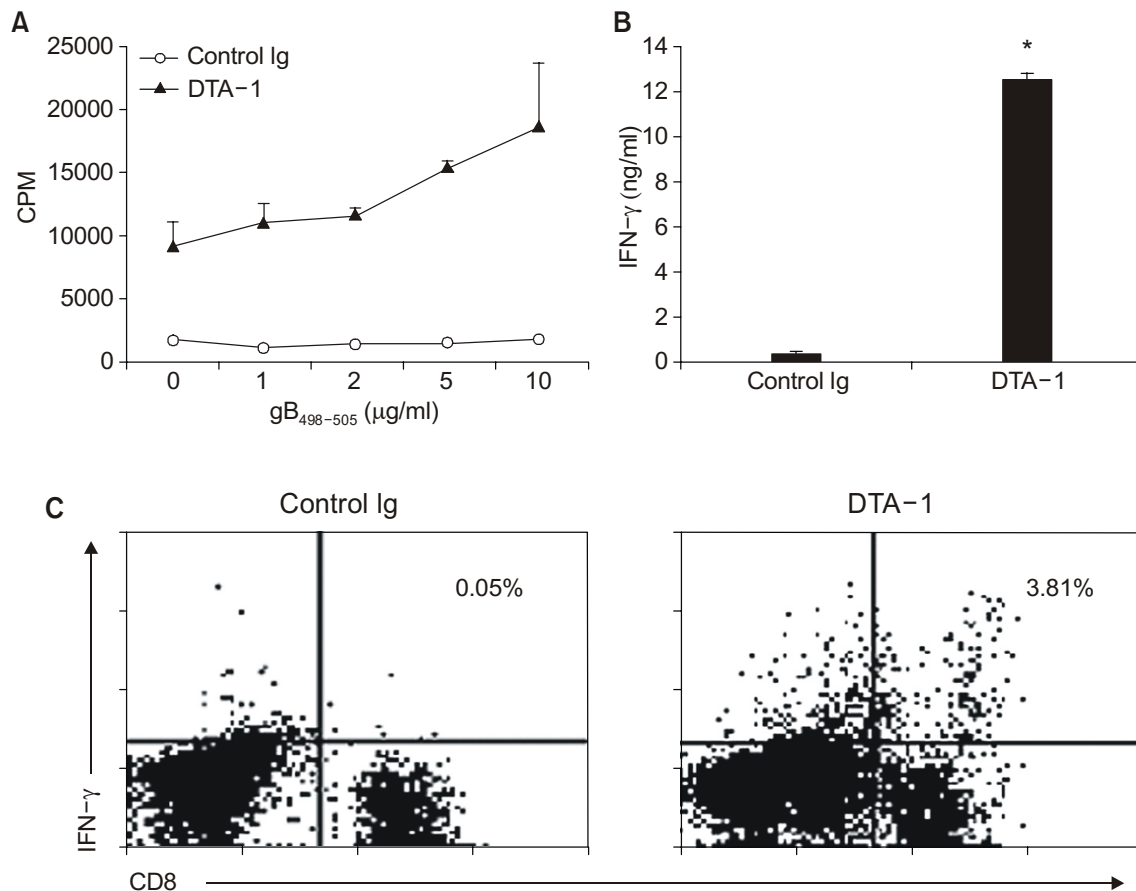 A
25000
20000
15000
10000
5000
0
CPM
Control Ig
DTA−1
0 1 2 5 10
gB498−505 (μg/ml)
B
14
12
10
8
6
4
2
0
IFN−γ (ng/ml)
*
Control Ig DTA−1
C
Control Ig
0.05%
DTA−1
3.81%
IFN−γ
CD8